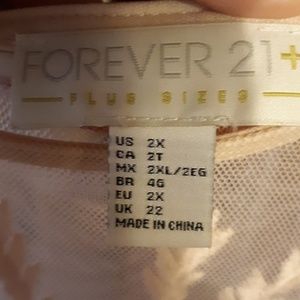 FOREVER 21+
PLUS SIZES
US 2X
CA 2T
MX 2XL/2EG
BR 4G
EU 2X
UK 22
MADE IN CHINA